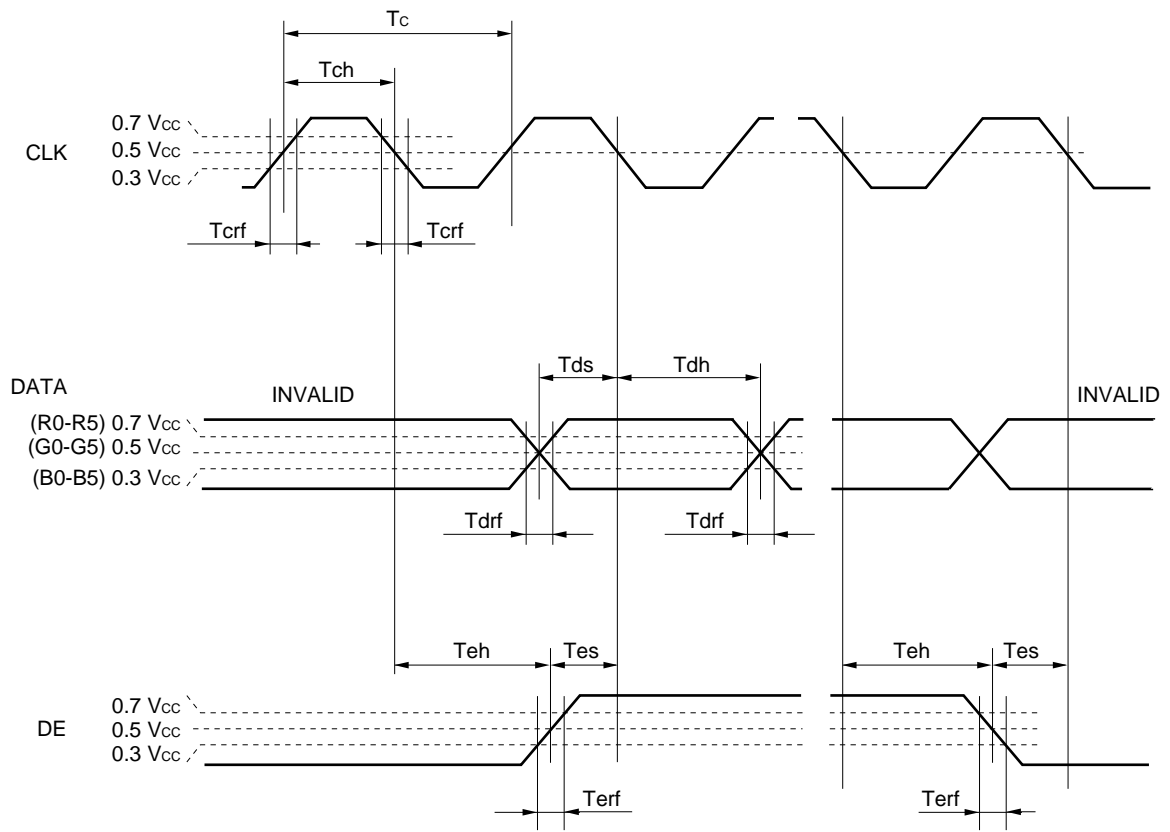 Tc
Tch
0.7 Vcc
0.5 Vcc
0.3 Vcc
CLK
Tcrf
Tcrf
Tds
Tdh
DATA
INVALID
INVALID
(R0-R5) 0.7 Vcc
(G0-G5) 0.5 Vcc
(B0-B5) 0.3 Vcc
Tdrf
Tdrf
Teh
Tes
Teh
Tes
0.7 Vcc
0.5 Vcc
0.3 Vcc
DE
Terf
Terf